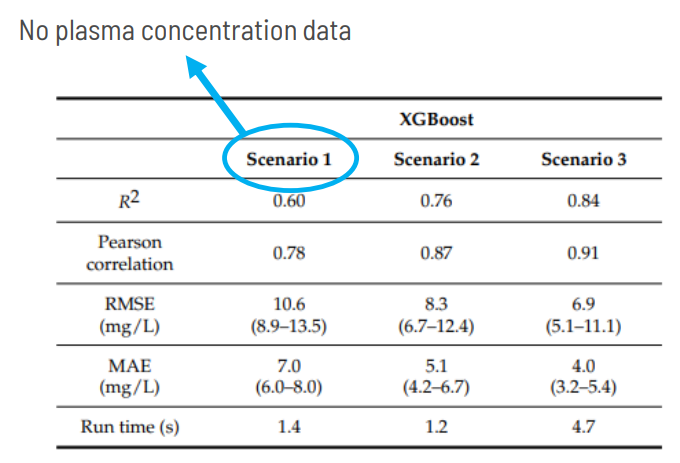 No plasma concentration data
XGBoost
Scenario 1 Scenario 2 Scenario 3
R² 0.60 0.76 0.84
Pearson
correlation 0.78 0.87 0.91
RMSE 10.6 8.3 6.9
(mg/L) (8.9–13.5) (6.7–12.4) (5.1–11.1)
MAE 7.0 5.1 4.0
(mg/L) (6.0–8.0) (4.2–6.7) (3.2–5.4)
Run time (s) 1.4 1.2 4.7